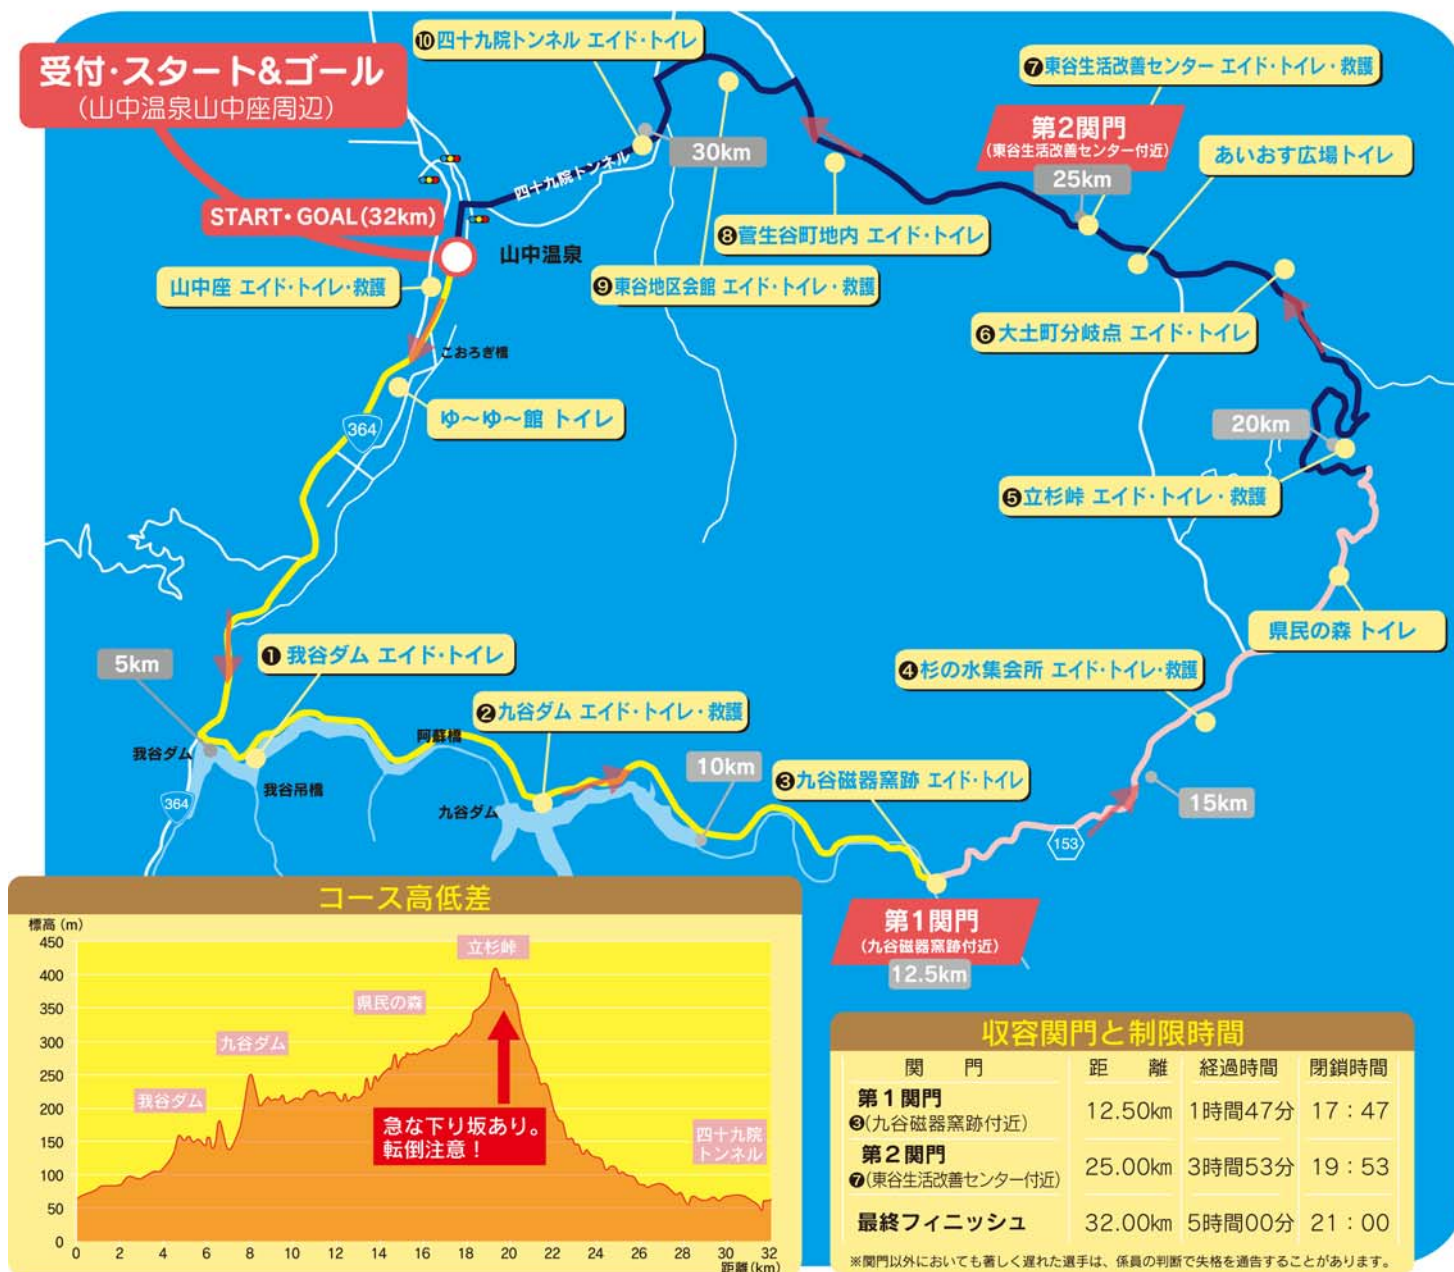 受付・スタート&ゴール
(山中温泉山中座周辺)
❿四十九院トンネル エイド・トイレ
❼東谷生活改善センター エイド・トイレ・救護
第2関門
(東谷生活改善センター付近)
25km
あいおす広場トイレ
30km
四十九院トンネル
START・GOAL(32km)
山中温泉
❽菅生谷町地内 エイド・トイレ
山中座 エイド・トイレ・救護
❾東谷地区会館 エイド・トイレ・救護
❻大土町分岐点 エイド・トイレ
こおろぎ橋
ゆ〜ゆ〜館 トイレ
364
20km
❺立杉峠 エイド・トイレ・救護
県民の森 トイレ
❶我谷ダム エイド・トイレ
5km
❹杉の水集会所 エイド・トイレ・救護
❷九谷ダム エイド・トイレ・救護
阿蘇橋
我谷ダム
10km
❸九谷磁器窯跡 エイド・トイレ
我谷吊橋
364
九谷ダム
15km
153
第1関門
(九谷磁器窯跡付近)
12.5km
コース高低差
標高(m)
450
400
350
300
250
200
150
100
50
0
立杉峠
県民の森
九谷ダム
我谷ダム
急な下り坂あり。
転倒注意!
四十九院
トンネル
0 2 4 6 8 10 12 14 16 18 20 22 24 26 28 30 32
距離(km)
収容関門と制限時間
関門 距離 経過時間 閉鎖時間
第1関門
❸(九谷磁器窯跡付近) 12.50km 1時間47分 17:47
第2関門
❼(東谷生活改善センター付近) 25.00km 3時間53分 19:53
最終フィニッシュ 32.00km 5時間00分 21:00
※関門以外においても著しく遅れた選手は、係員の判断で失格を通告することがあります。